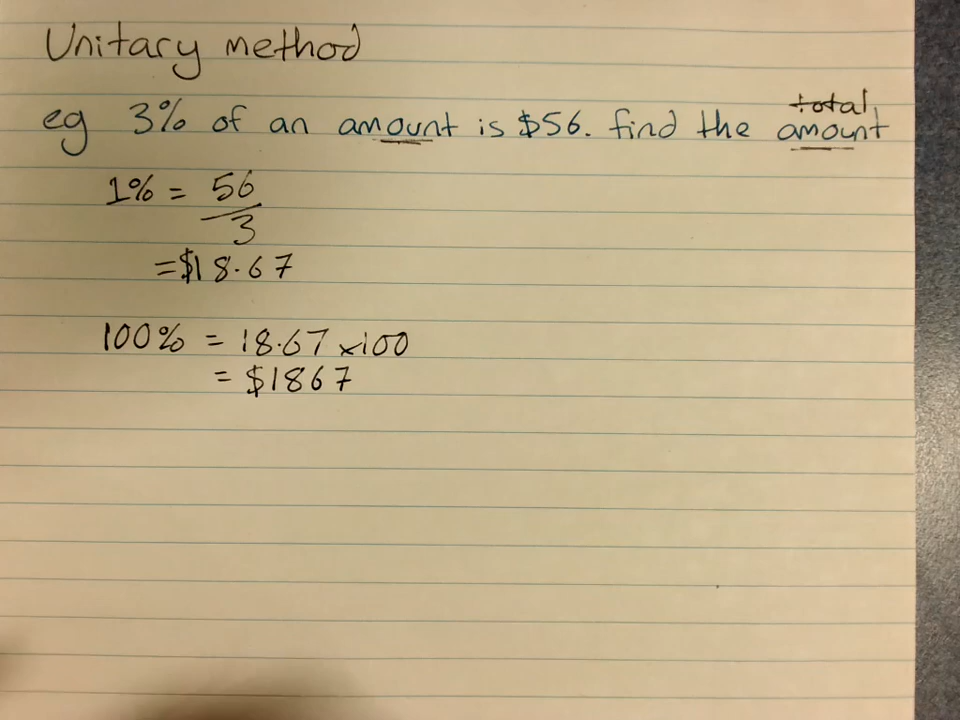 Unitary method
total
eg 3% of an amount is $56. find the amount
1% = 56
3
= $18.67
100% = 18.67 x100
= $1867